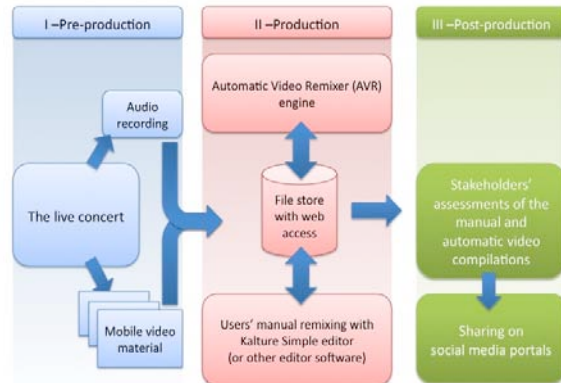 I –Pre-production
II –Production
III –Post-production
Audio
recording
The live concert
Mobile video
material
Automatic Video Remixer (AVR)
engine
File store
with web
access
Users' manual remixing with
Kalture Simple editor
(or other editor software)
Stakeholders'
assessments of the
manual and
automatic video
compilations
Sharing on
social media portals